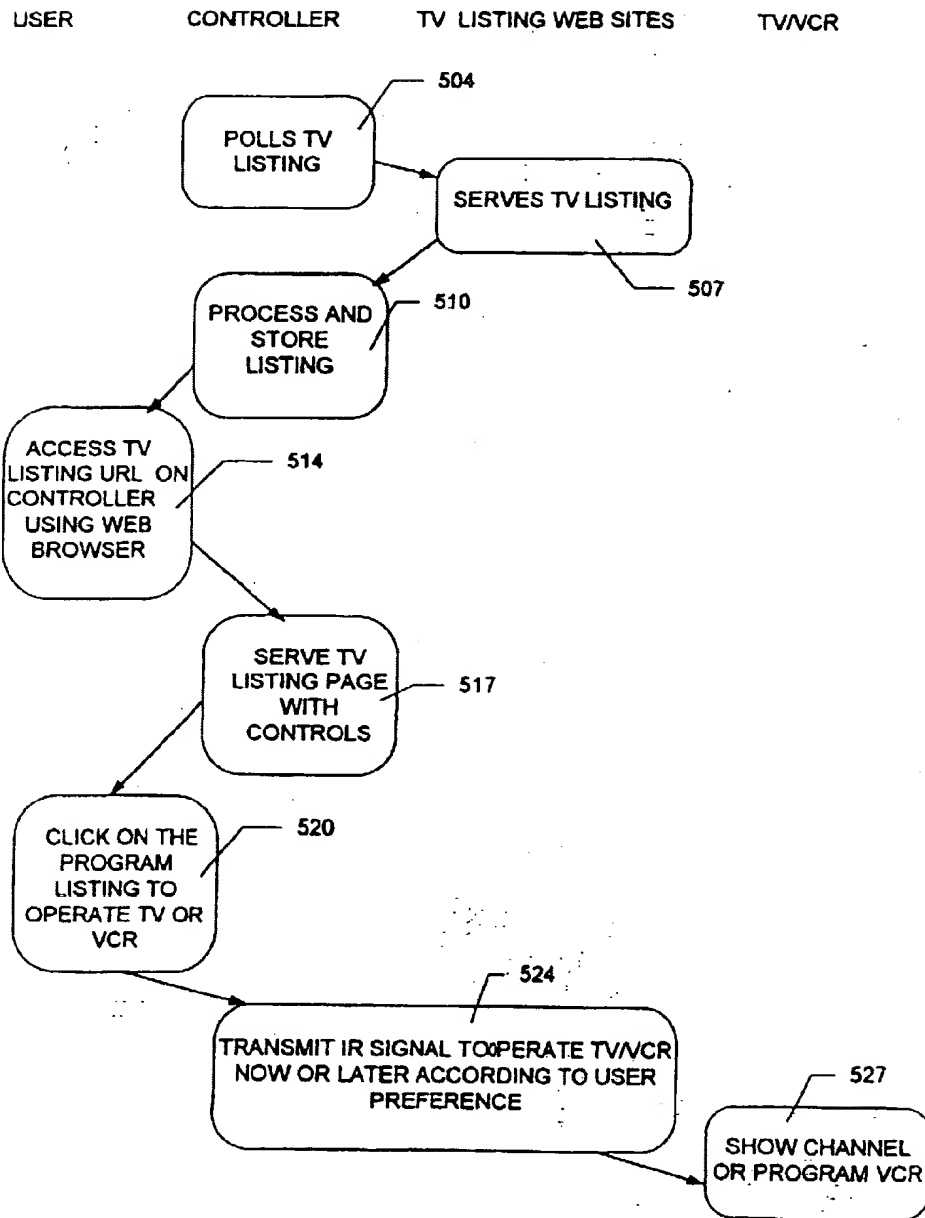 USER CONTROLLER TV LISTING WEB SITES TV/VCR
504
POLLS TV
LISTING
SERVES TV LISTING
507
510
PROCESS AND
STORE
LISTING
ACCESS TV
LISTING URL ON
CONTROLLER
USING WEB
BROWSER
514
SERVE TV
LISTING PAGE
WITH
CONTROLS
517
520
CLICK ON THE
PROGRAM
LISTING TO
OPERATE TV OR
VCR
524
TRANSMIT IR SIGNAL TO OPERATE TV/VCR
NOW OR LATER ACCORDING TO USER
PREFERENCE
527
SHOW CHANNEL
OR PROGRAM VCR